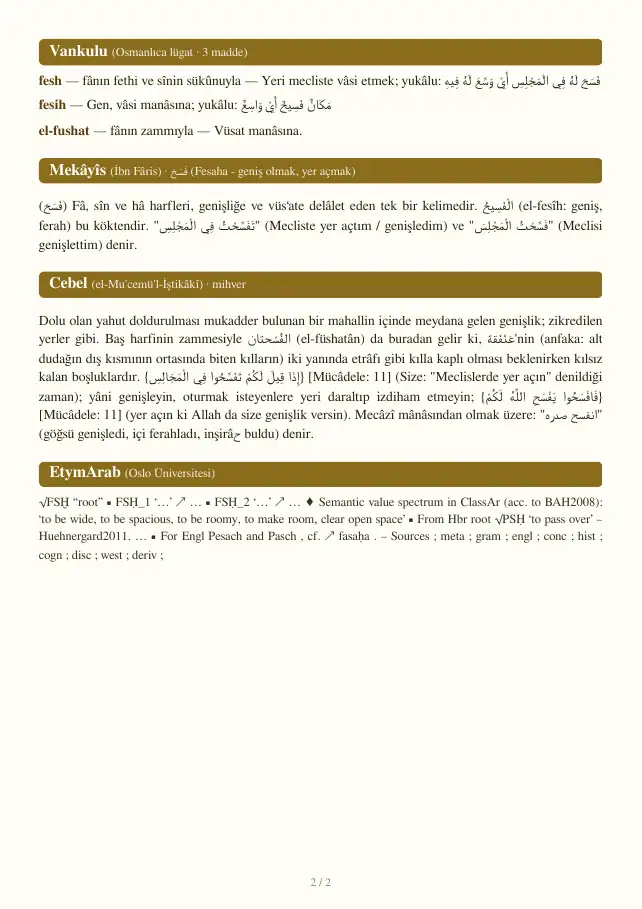 Vankulu (Osmanlıca lügat · 3 madde)
fesh — fânın fethi ve sînin sükûnuyla — Yeri mecliste vâsi etmek; yukâlu: فَسَحَ لَهُ فِي الْمَجْلِسِ أَيْ وَسَّعَ لَهُ فِيهِ
fesih — Gen, vâsi manâsına; yukâlu: مَكَانٌ فَسِيحٌ أَيْ وَاسِعٌ
el-fushat — fânın zammıyla — Vüsat manâsına.
Mekâyîs (İbn Fâris) · فَسَحَ (Fesaha - geniş olmak, yer açmak)
(فَسَحَ) Fâ, sîn ve hâ harfleri, genişliğe ve vüs‘ate delâlet eden tek bir kelimedir. الْفَسِيحُ (el-fesîh: geniş,
ferah) bu köktendir. "تَفَسَّحْتُ فِي الْمَجْلِسِ" (Mecliste yer açtım / genişledim) ve "فَسَّحْتُ الْمَجْلِسَ" (Meclisi
genişlettim) denir.
Cebel (el-Mu'cemü'l-İştikâkî) · mihver
Dolu olan yahut doldurulması mukadder bulunan bir mahallin içinde meydana gelen genişlik; zikredilen
yerler gibi. Baş harfinin zammesiyle الفُسْحتان (el-füshatân) da buradan gelir ki, عَنْفَقة'nin (anfaka: alt
dudağın dış kısmının ortasında biten kılların) iki yanında etrâfı gibi kılla kaplı olması beklenirken kılsız
kalan boşluklardır. {إِذَا قِيلَ لَكُمْ تَفَسَّحُوا فِي الْمَجَالِسِ} [Mücâdele: 11] (Size: "Meclislerde yer açın" denildiği
zaman); yâni genişleyin, oturmak isteyenlere yeri daraltıp izdiham etmeyin; {فَافْسَحُوا يَفْسَحِ اللَّهُ لَكُمْ}
[Mücâdele: 11] (yer açın ki Allah da size genişlik versin). Mecâzî mânâsından olmak üzere: "انفسح صدره"
(göğsü genişledi, içi ferahladı, inşirâح buldu) denir.
EtymArab (Oslo Üniversitesi)
√FSḤ “root” ▪ FSḤ_1 ‘…’ ↗ … ▪ FSḤ_2 ‘…’ ↗ … ♦ Semantic value spectrum in ClassAr (acc. to BAH2008):
‘to be wide, to be spacious, to be roomy, to make room, clear open space’ ▪ From Hbr root √PSḤ ‘to pass over’ –
Huehnergard2011. … ▪ For Engl Pesach and Pasch , cf. ↗ fasaḥa . – Sources ; meta ; gram ; engl ; conc ; hist ;
cogn ; disc ; west ; deriv ;
2 / 2